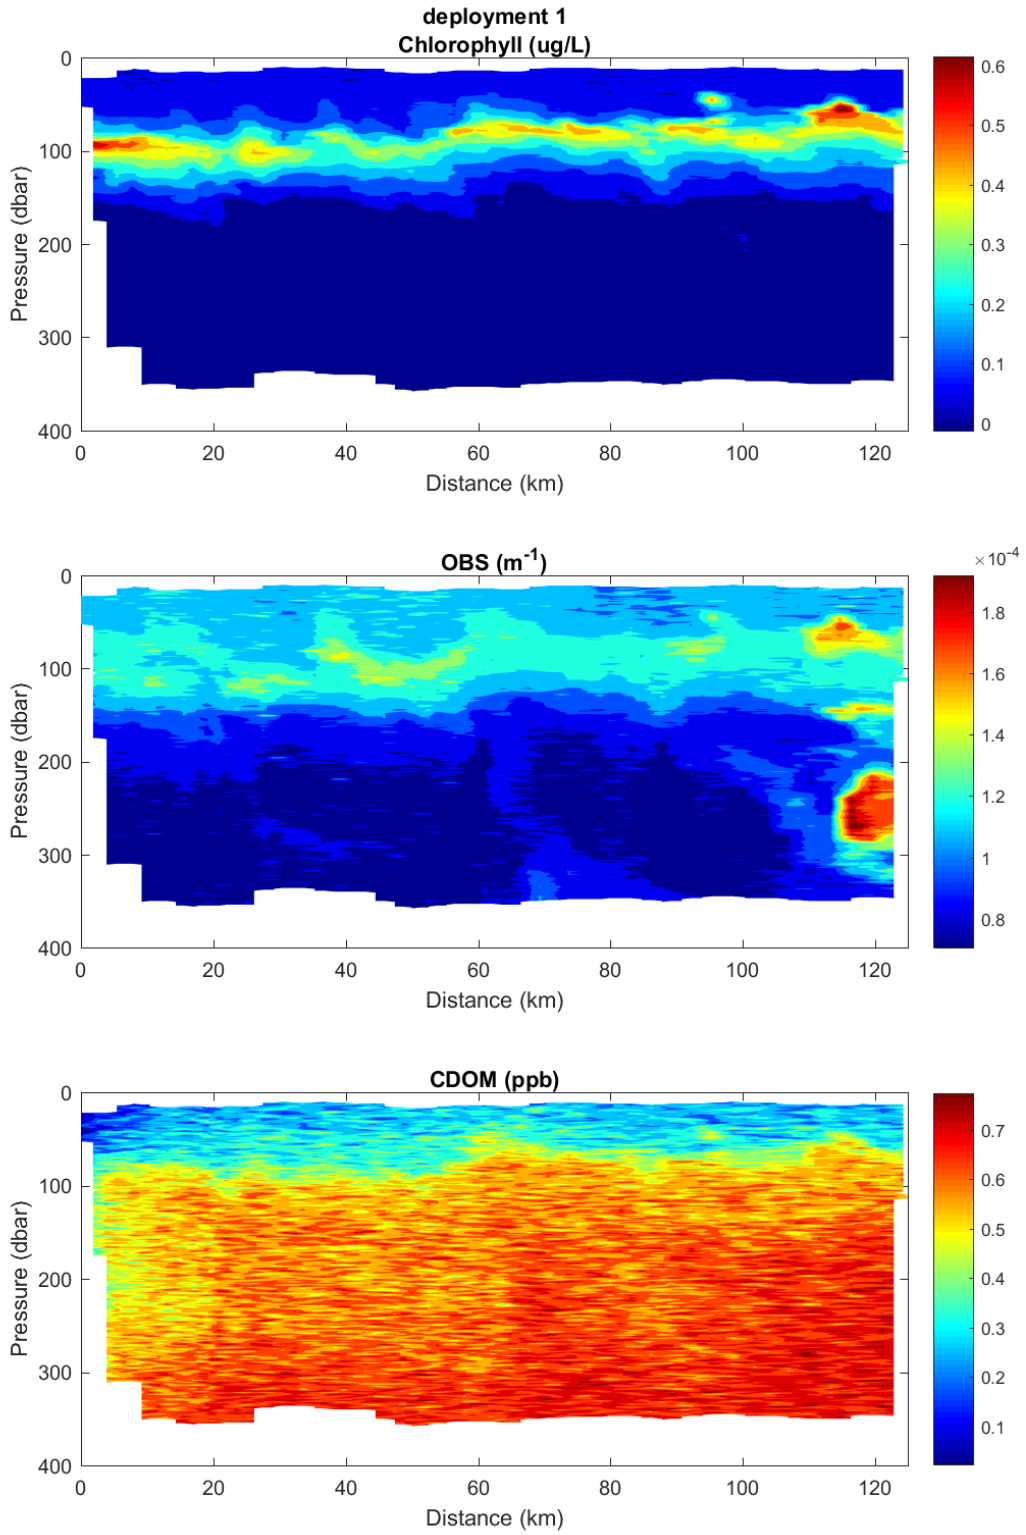 deployment 1
Chlorophyll (ug/L)
0
100
200
300
400
Pressure (dbar)
0 20 40 60 80 100 120
Distance (km)
0.6
0.5
0.4
0.3
0.2
0.1
0
OBS (m⁻¹)
×10⁻⁴
0
100
200
300
400
Pressure (dbar)
0 20 40 60 80 100 120
Distance (km)
1.8
1.6
1.4
1.2
1
0.8
CDOM (ppb)
0
100
200
300
400
Pressure (dbar)
0 20 40 60 80 100 120
Distance (km)
0.7
0.6
0.5
0.4
0.3
0.2
0.1